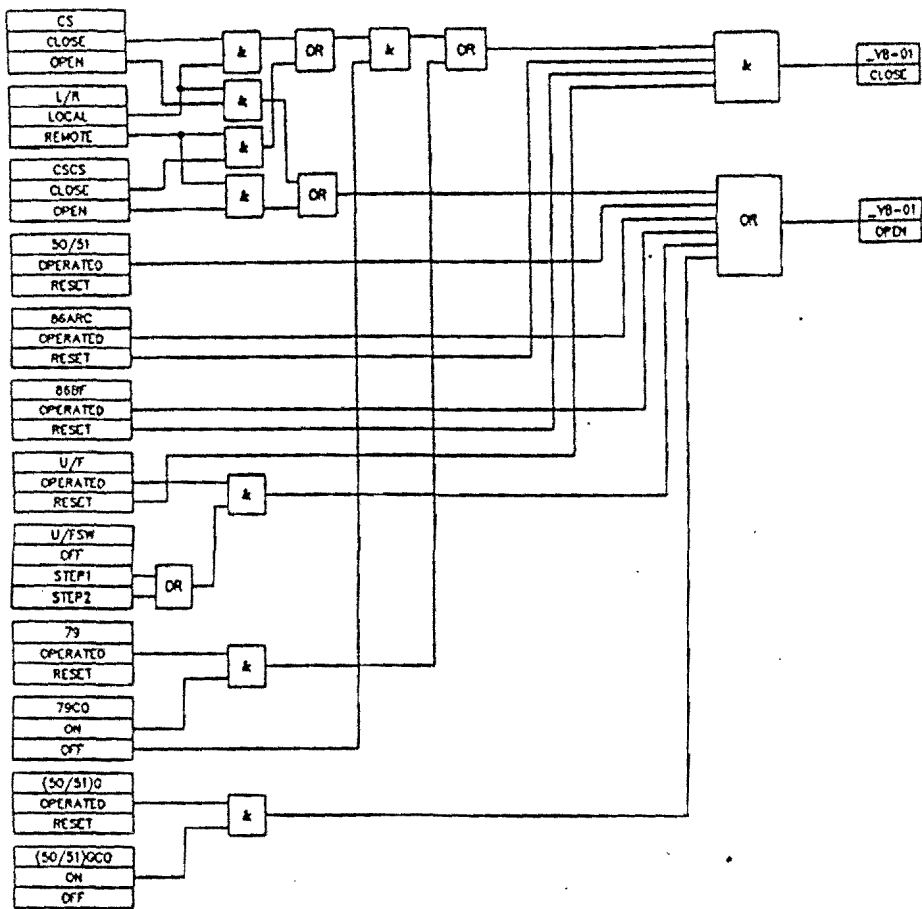 CS
CLOSE
OPEN
L/R
LOCAL
REMOTE
CSCS
CLOSE
OPEN
50/51
OPERATED
RESET
86ARC
OPERATED
RESET
86BF
OPERATED
RESET
U/F
OPERATED
RESET
U/FSW
OFF
STEP1
STEP2
79
OPERATED
RESET
79CO
ON
OFF
(50/51)G
OPERATED
RESET
(50/51)GCO
ON
OFF
&
OR
&
OR
&
&
&
OR
&
OR
&
OR
&
&
_YB-01
CLOSE
_YB-01
OPEN